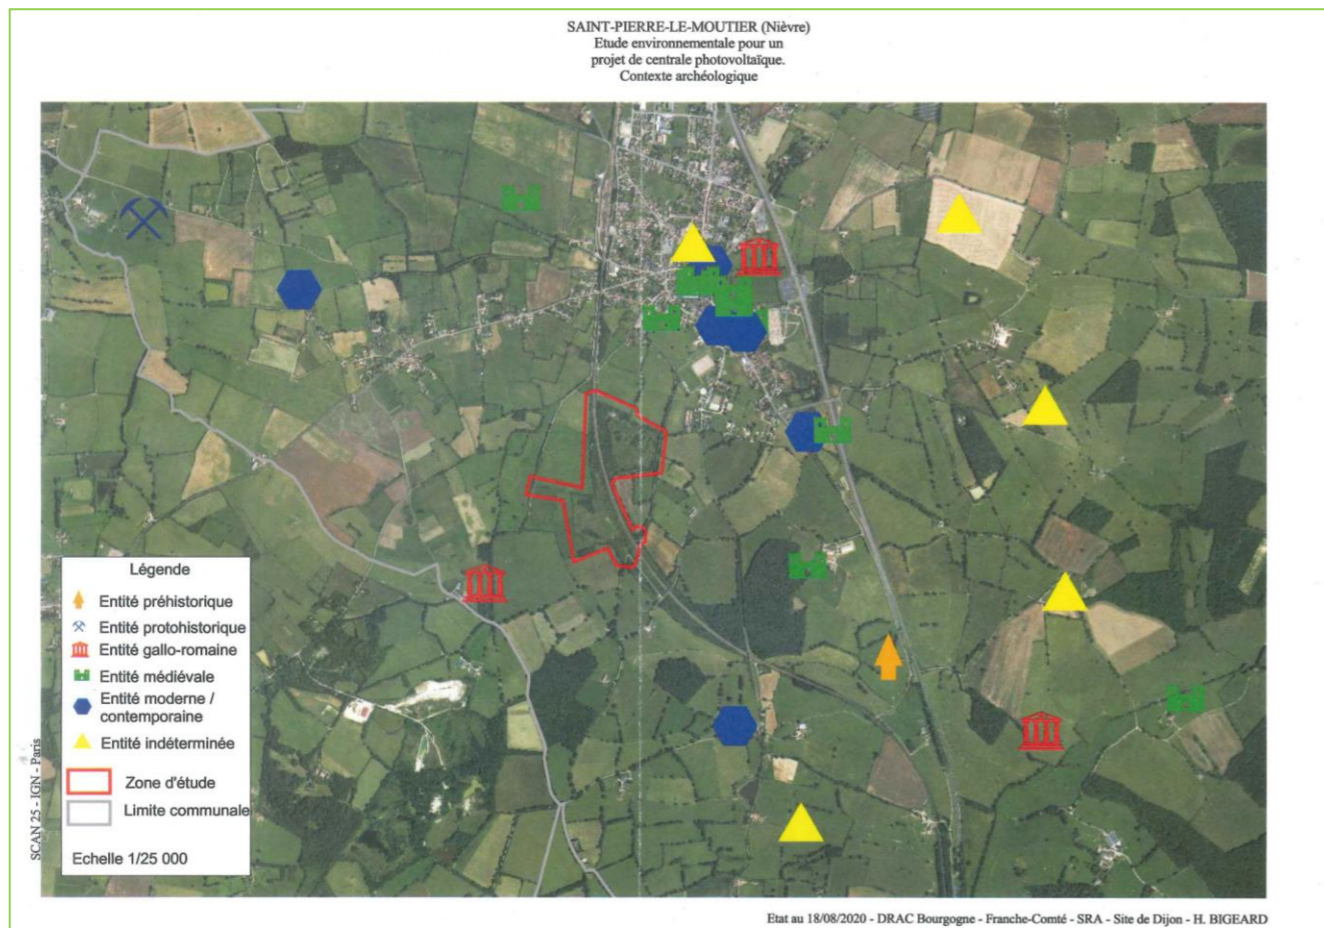 SAINT-PIERRE-LE-MOUTIER (Nièvre)
Etude environnementale pour un
projet de centrale photovoltaïque.
Contexte archéologique
Légende
Entité préhistorique
Entité protohistorique
Entité gallo-romaine
Entité médiévale
Entité moderne /
contemporaine
Entité indéterminée
Zone d'étude
Limite communale
Echelle 1/25 000
SCAN 25 - IGN - Paris
Etat au 18/08/2020 - DRAC Bourgogne - Franche-Comté - SRA - Site de Dijon - H. BIGEARD